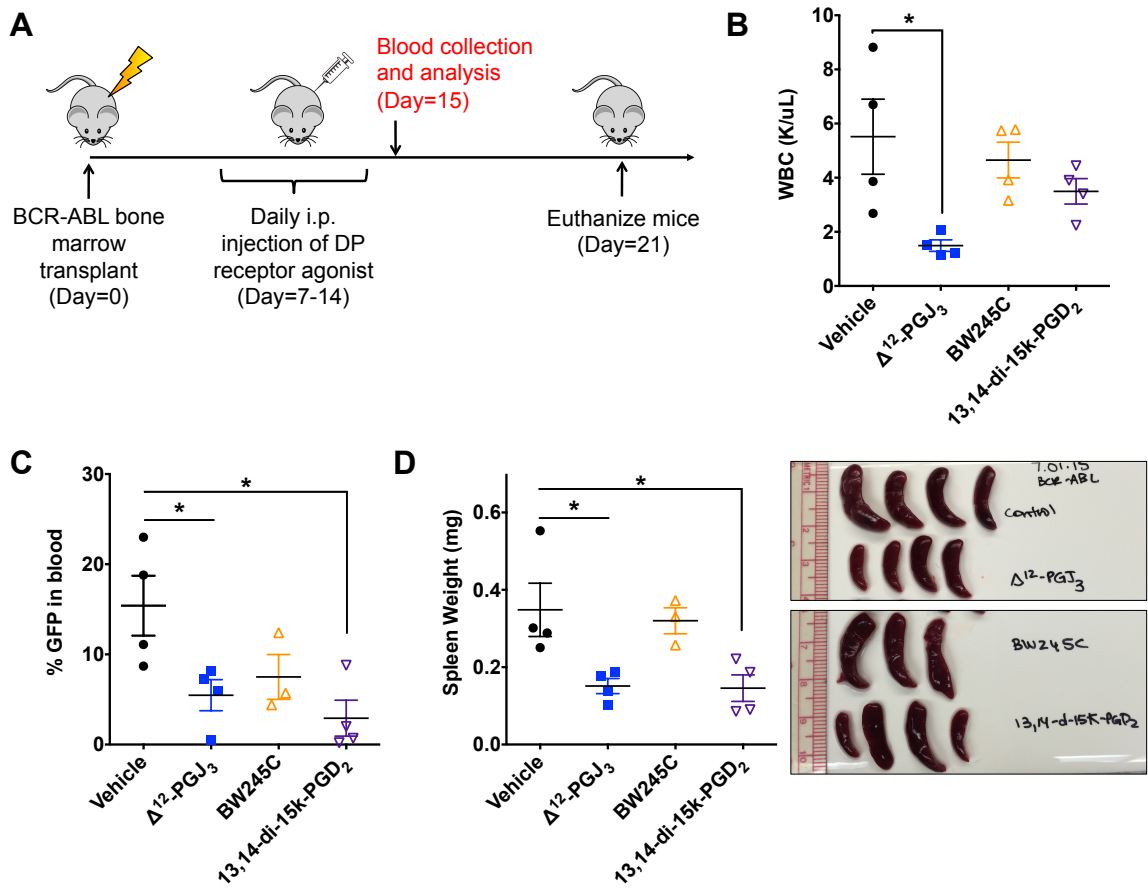 A
Blood collection
and analysis
(Day=15)
BCR-ABL bone
marrow
transplant
(Day=0)
Daily i.p.
injection of DP
receptor agonist
(Day=7-14)
Euthanize mice
(Day=21)
B
WBC (K/uL)
10
8
6
4
2
0
*
Vehicle
Δ¹²-PGJ₃
BW245C
13,14-di-15k-PGD₂
C
% GFP in blood
30
20
10
0
*
*
Vehicle
Δ¹²-PGJ₃
BW245C
13,14-di-15k-PGD₂
D
Spleen Weight (mg)
0.6
0.4
0.2
0.0
*
*
Vehicle
Δ¹²-PGJ₃
BW245C
13,14-di-15k-PGD₂
METRIC 1
7.01.15
BCR-ABL
Control
Δ¹²-PGJ₃
BW245C
13,14-d-15K-PGD₂